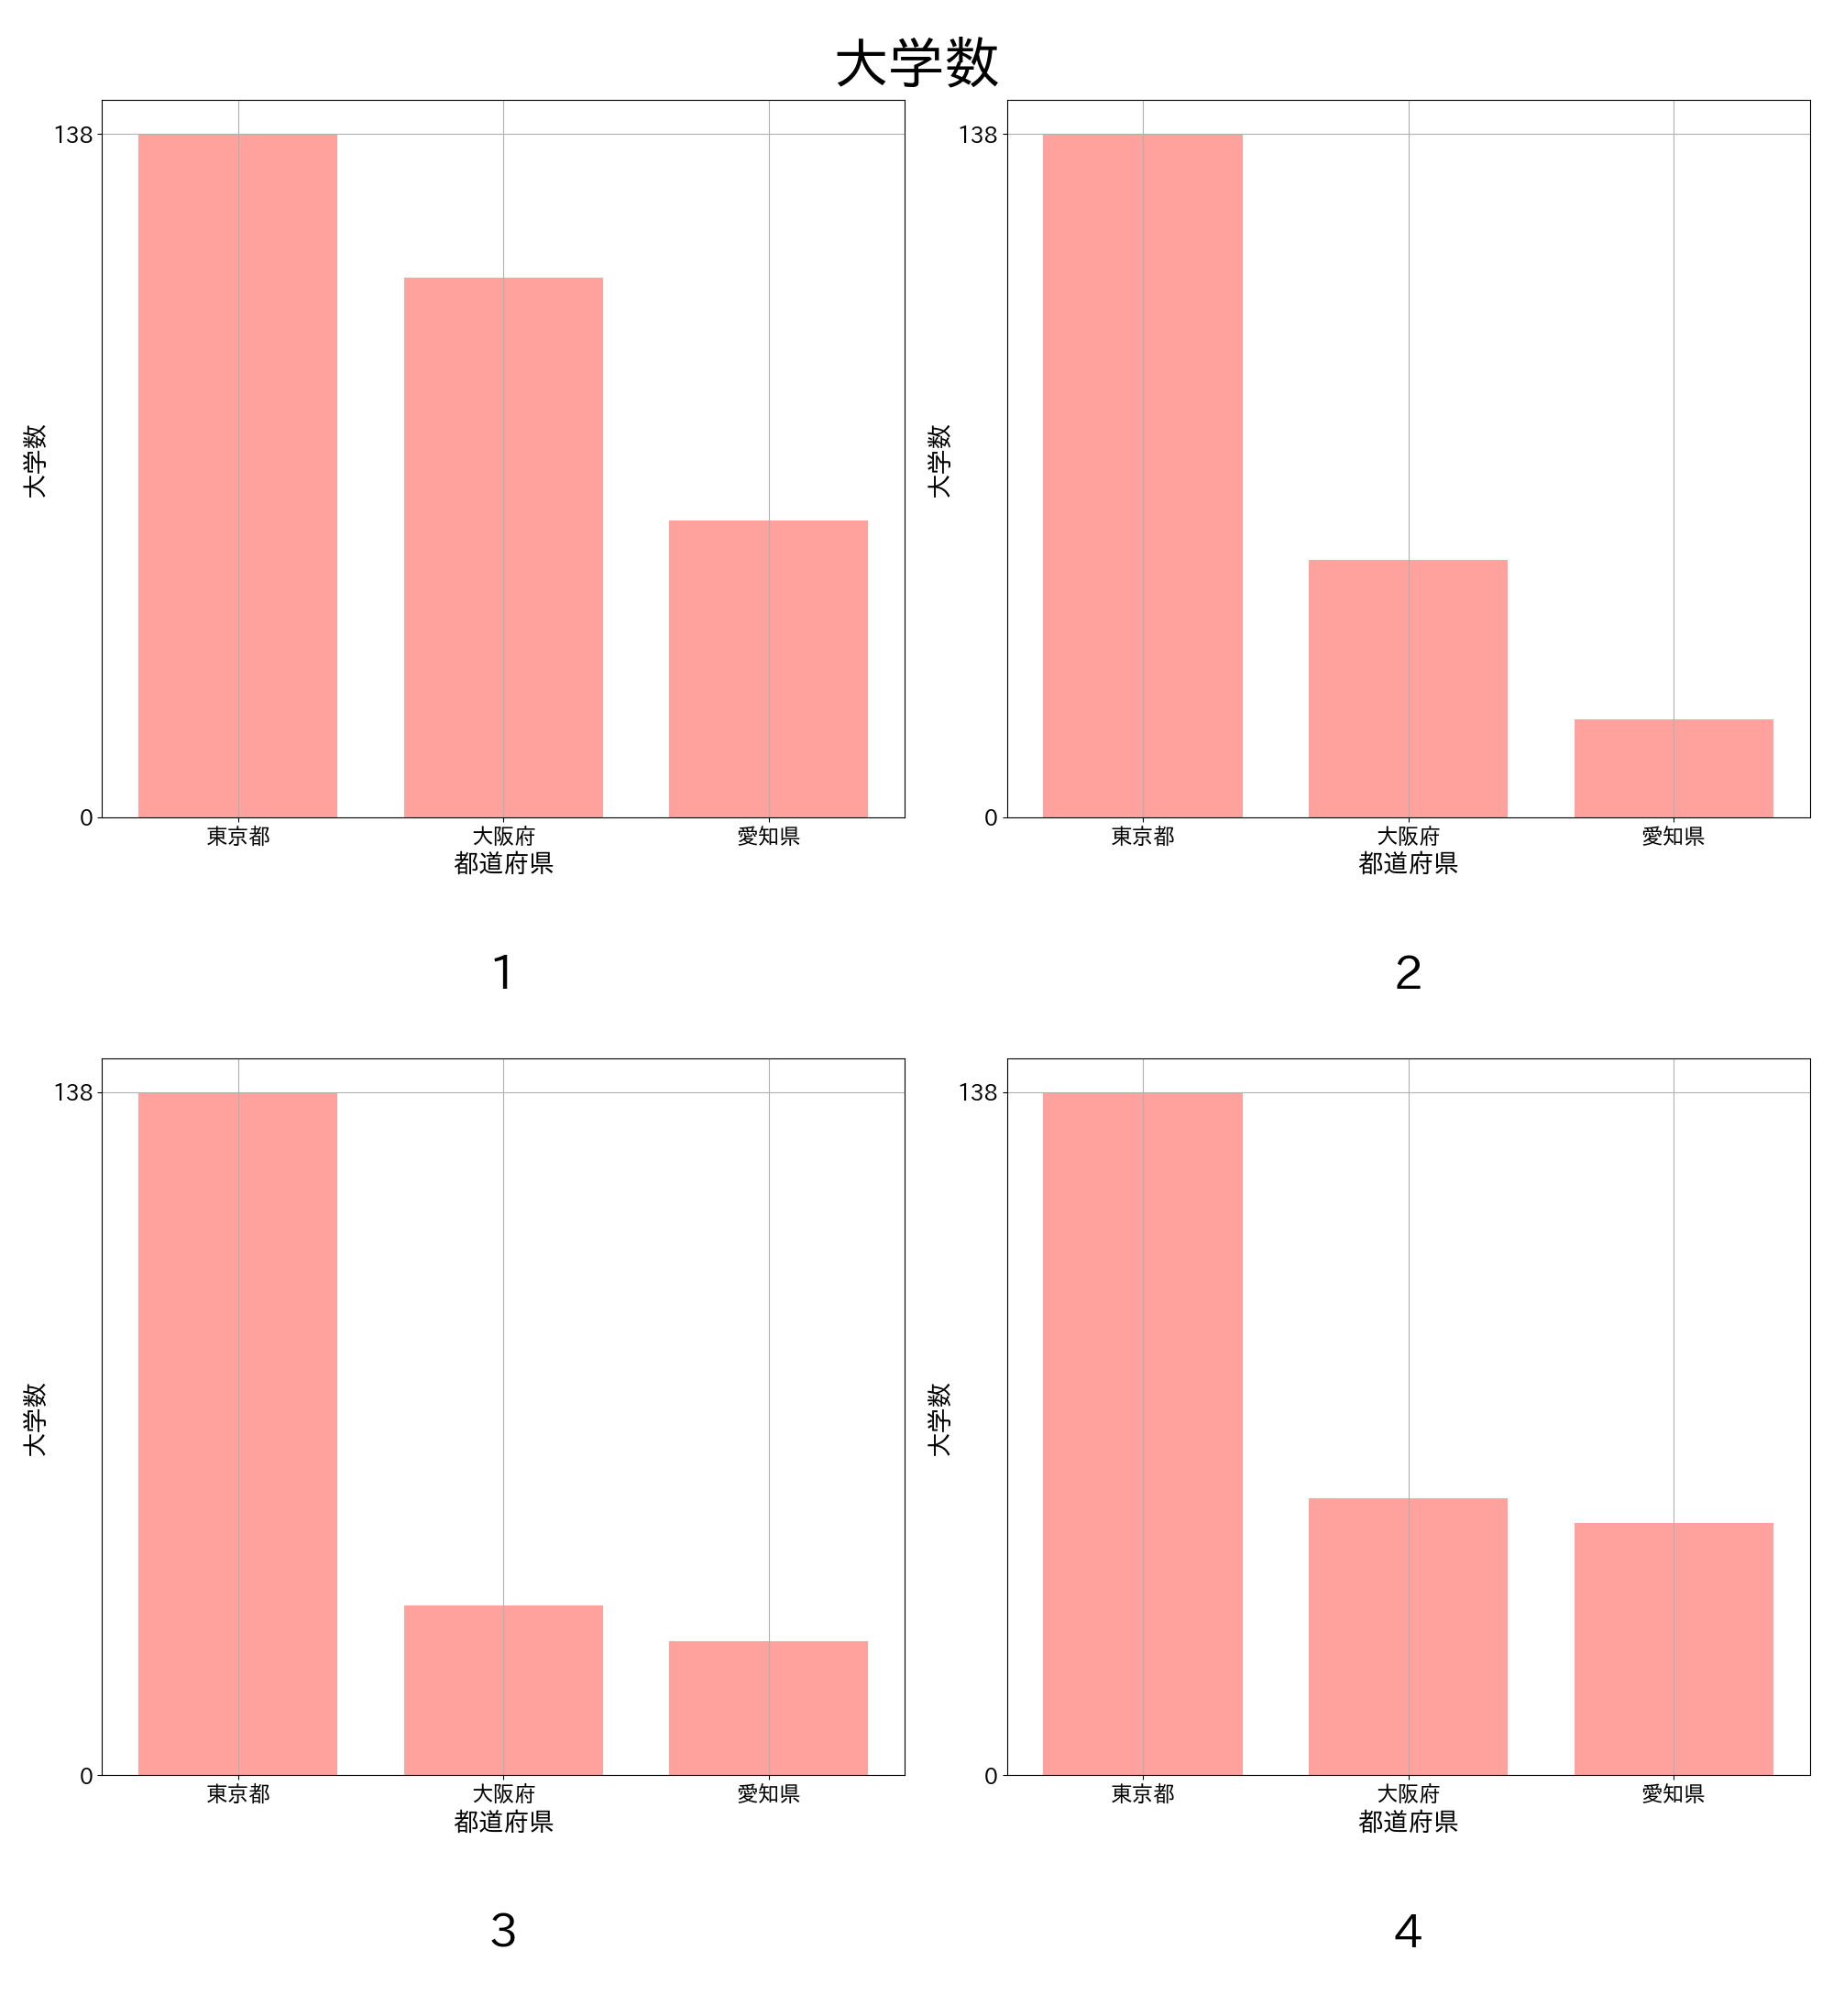 大学数
138
0
大学数
東京都 大阪府 愛知県
都道府県
1
138
0
大学数
東京都 大阪府 愛知県
都道府県
2
138
0
大学数
東京都 大阪府 愛知県
都道府県
3
138
0
大学数
東京都 大阪府 愛知県
都道府県
4